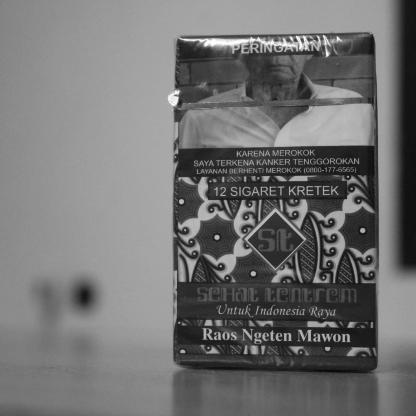 PERINGATAN
KARENA MEROKOK
SAYA TERKENA KANKER TENGGOROKAN
LAYANAN BERHENTI MEROKOK (0800-177-6565)
12 SIGARET KRETEK
St
SEHAT TENTREM
Untuk Indonesia Raya
Raos Ngeten Mawon